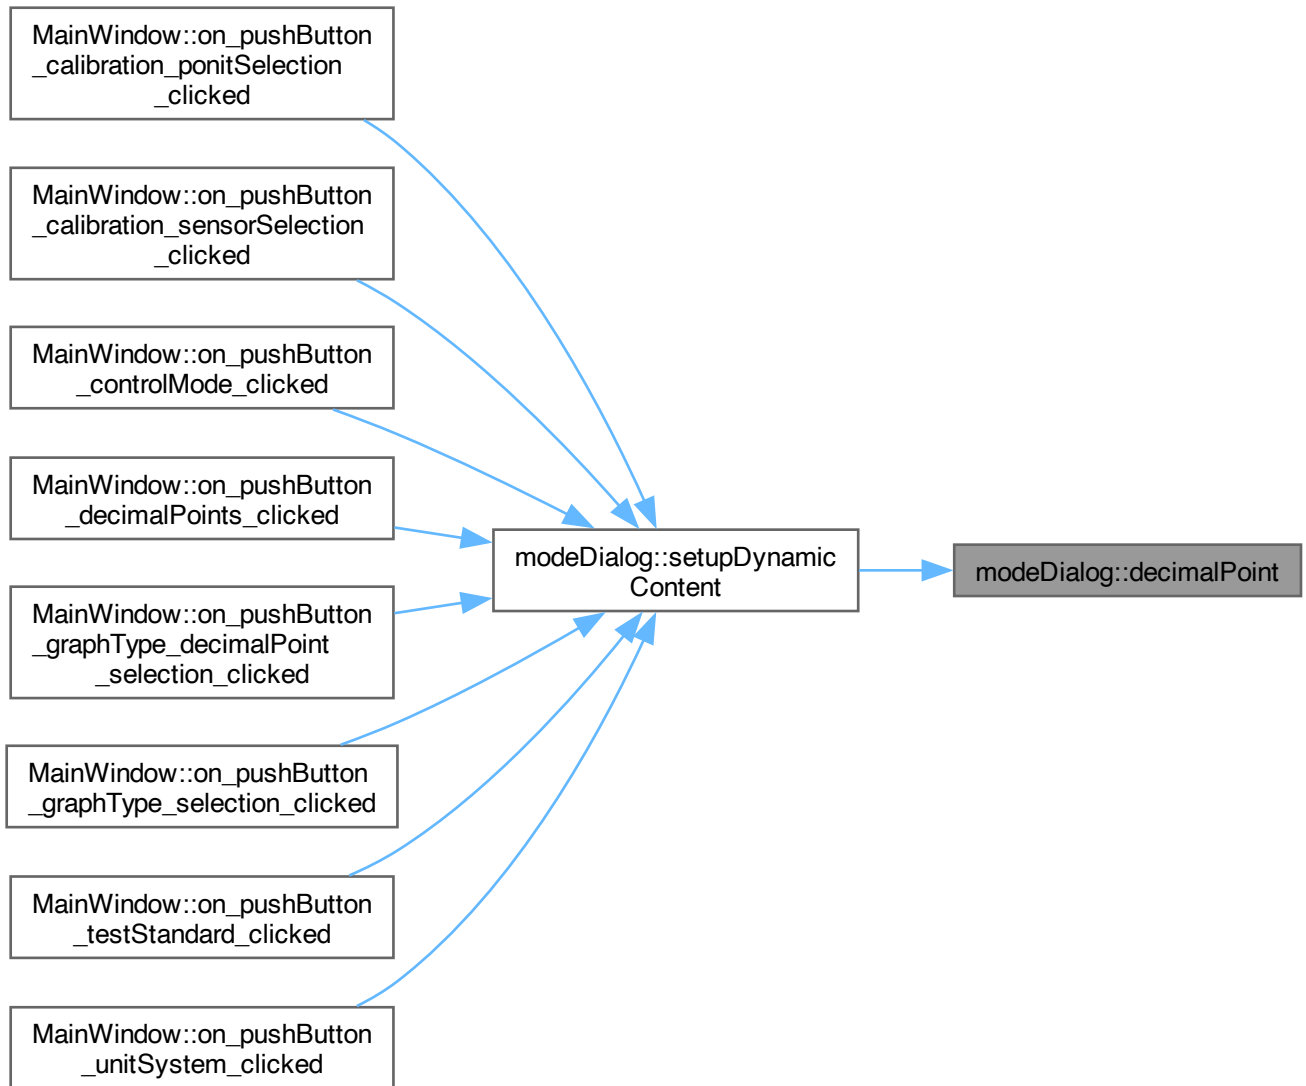 MainWindow::on_pushButton
_calibration_ponitSelection
_clicked
MainWindow::on_pushButton
_calibration_sensorSelection
_clicked
MainWindow::on_pushButton
_controlMode_clicked
MainWindow::on_pushButton
_decimalPoints_clicked
MainWindow::on_pushButton
_graphType_decimalPoint
_selection_clicked
MainWindow::on_pushButton
_graphType_selection_clicked
MainWindow::on_pushButton
_testStandard_clicked
MainWindow::on_pushButton
_unitSystem_clicked
modeDialog::setupDynamic
Content
modeDialog::decimalPoint